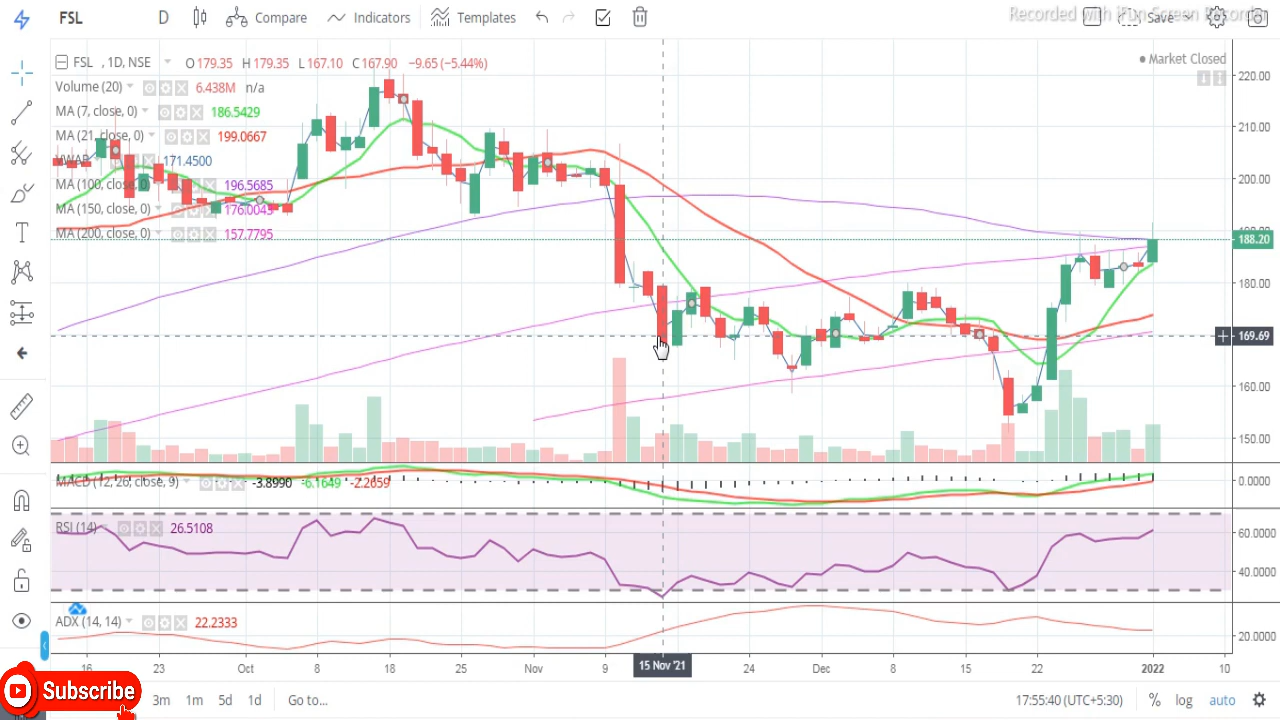 FSL D Compare Indicators Templates Save
Recorded with iFun Screen Recorder
FSL , 1D, NSE O179.35 H179.35 L167.10 C167.90 −9.65 (−5.44%)
Market Closed
Volume (20) 6.438M n/a
MA (7, close, 0) 186.5429
MA (21, close, 0) 199.0667
VWAP 171.4500
MA (100, close, 0) 196.5685
MA (150, close, 0) 176.0043
MA (200, close, 0) 157.7795
220.00
210.00
200.00
190.00
188.20
180.00
169.69
160.00
150.00
MACD (12, 26, close, 9) -3.8990 -6.1649 -2.2659
0.0000
RSI (14) 26.5108
60.0000
40.0000
ADX (14, 14) 22.2333
20.0000
16 23 Oct 8 18 25 Nov 9 15 Nov '21 24 Dec 8 15 22 2022 10
Subscribe
3m 1m 5d 1d Go to... 17:55:40 (UTC+5:30) % log auto